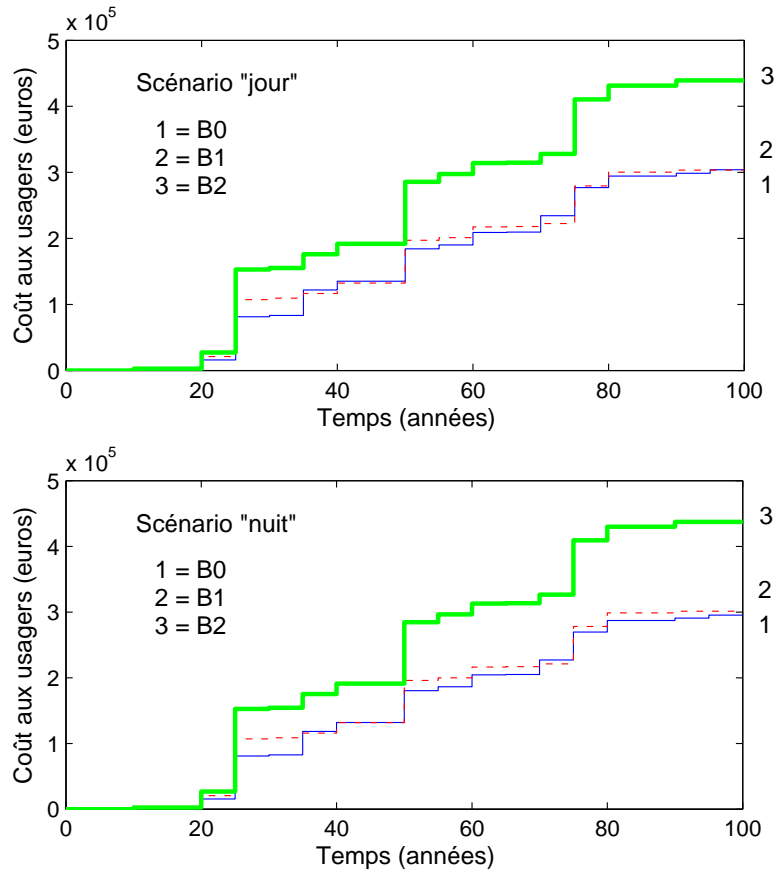 x 10^5
5
4
3
2
1
0
Coût aux usagers (euros)
Scénario "jour"
1 = B0
2 = B1
3 = B2
3
2
1
0 20 40 60 80 100
Temps (années)
x 10^5
5
4
3
2
1
0
Coût aux usagers (euros)
Scénario "nuit"
1 = B0
2 = B1
3 = B2
3
2
1
0 20 40 60 80 100
Temps (années)